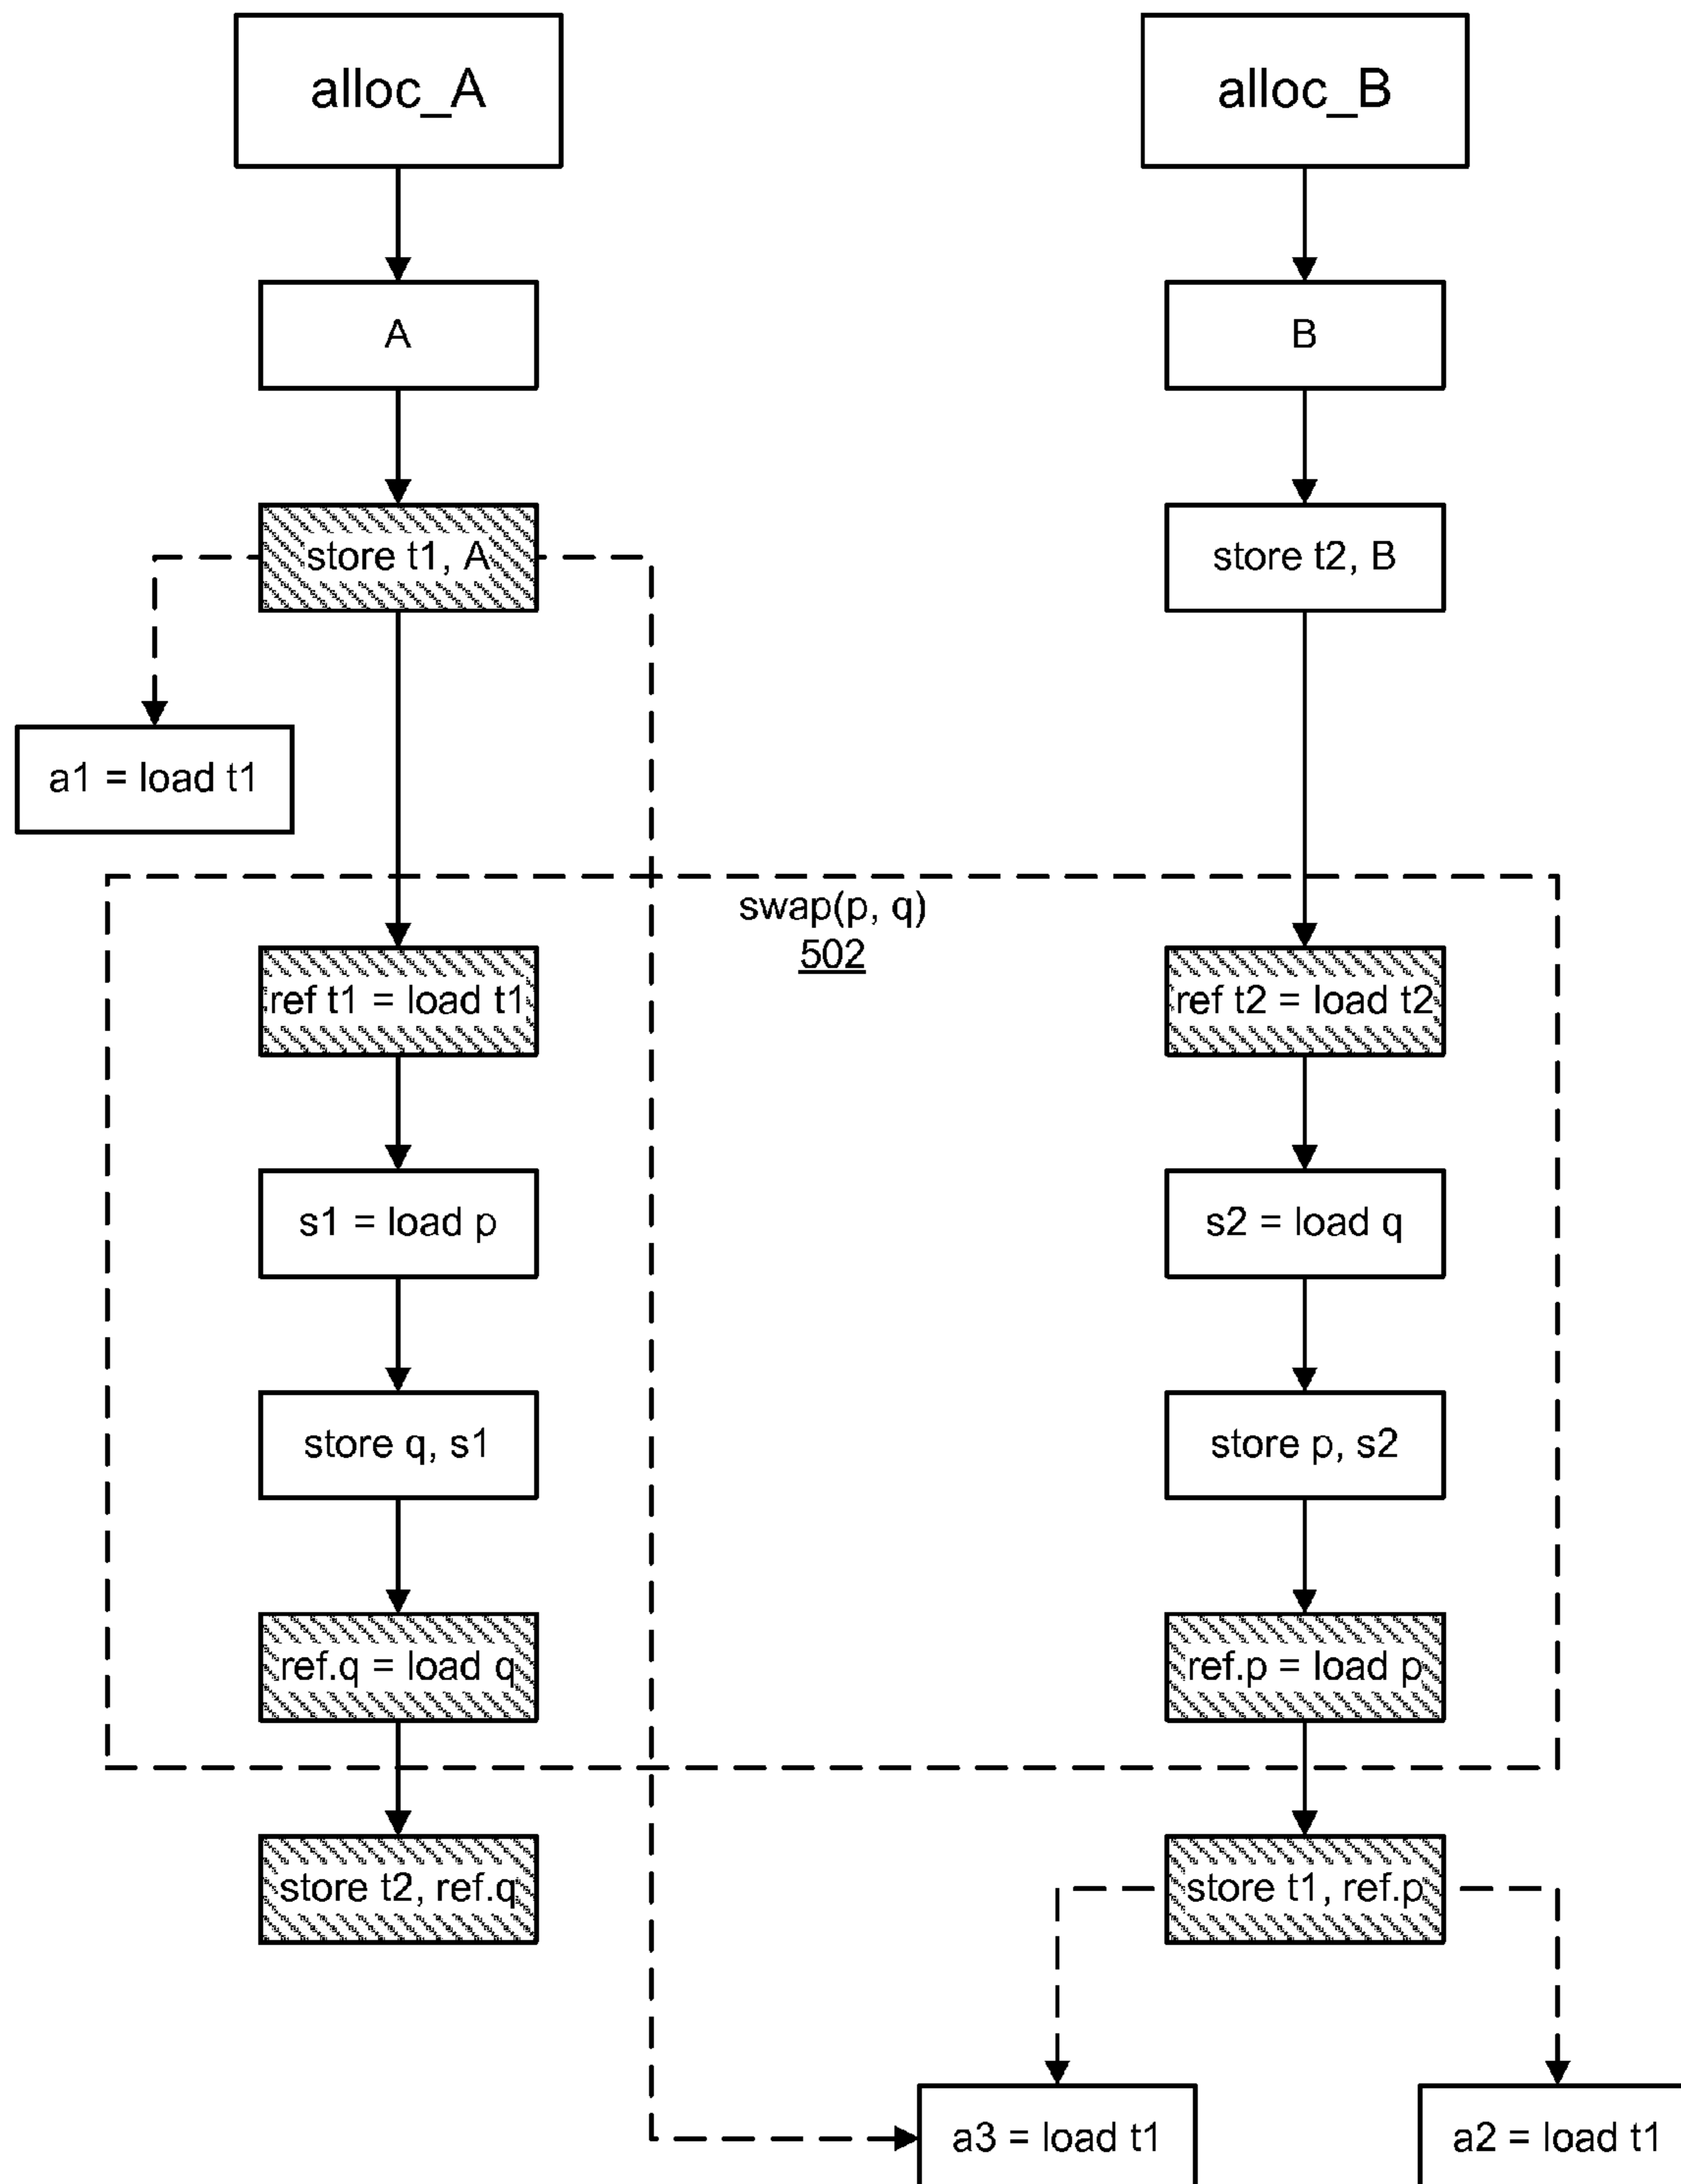 alloc_A
alloc_B
A
B
store t1, A
store t2, B
a1 = load t1
swap(p, q)
502
ref t1 = load t1
ref t2 = load t2
s1 = load p
s2 = load q
store q, s1
store p, s2
ref.q = load q
ref.p = load p
store t2, ref.q
store t1, ref.p
a3 = load t1
a2 = load t1